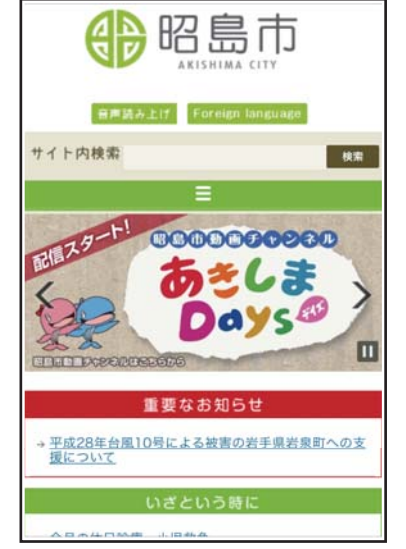 昭島市
AKISHIMA CITY
音声読み上げ
Foreign language
サイト内検索
検索
配信スタート!
昭島市動画チャンネル
あきしま
Days
デイズ
昭島市動画チャンネルはこちらから
重要なお知らせ
→ 平成28年台風10号による被害の岩手県岩泉町への支
援について
いざという時に